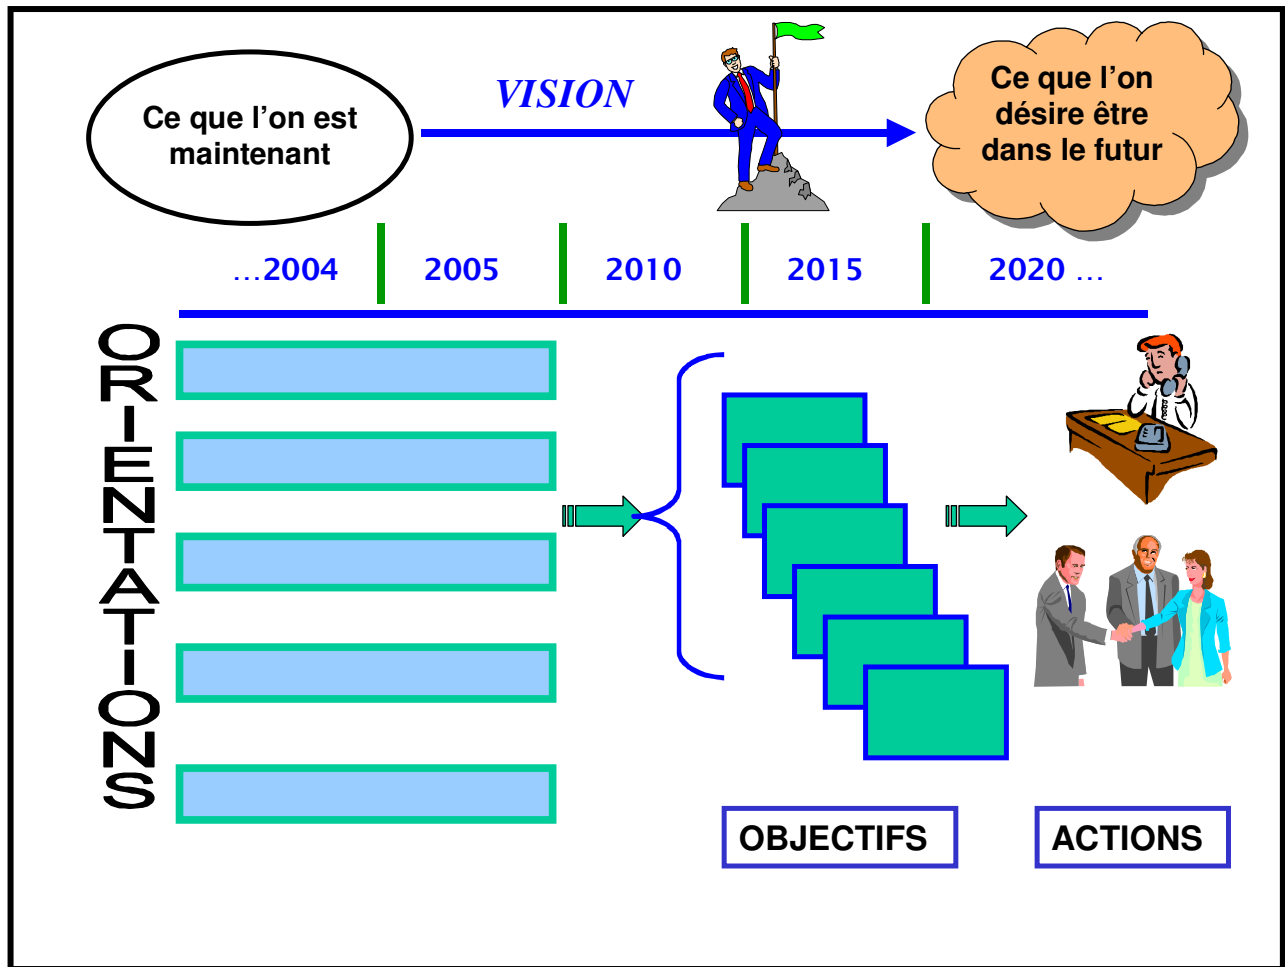 Ce que l’on est
maintenant
VISION
Ce que l’on
désire être
dans le futur
…2004
2005
2010
2015
2020 …
ORIENTATIONS
OBJECTIFS
ACTIONS